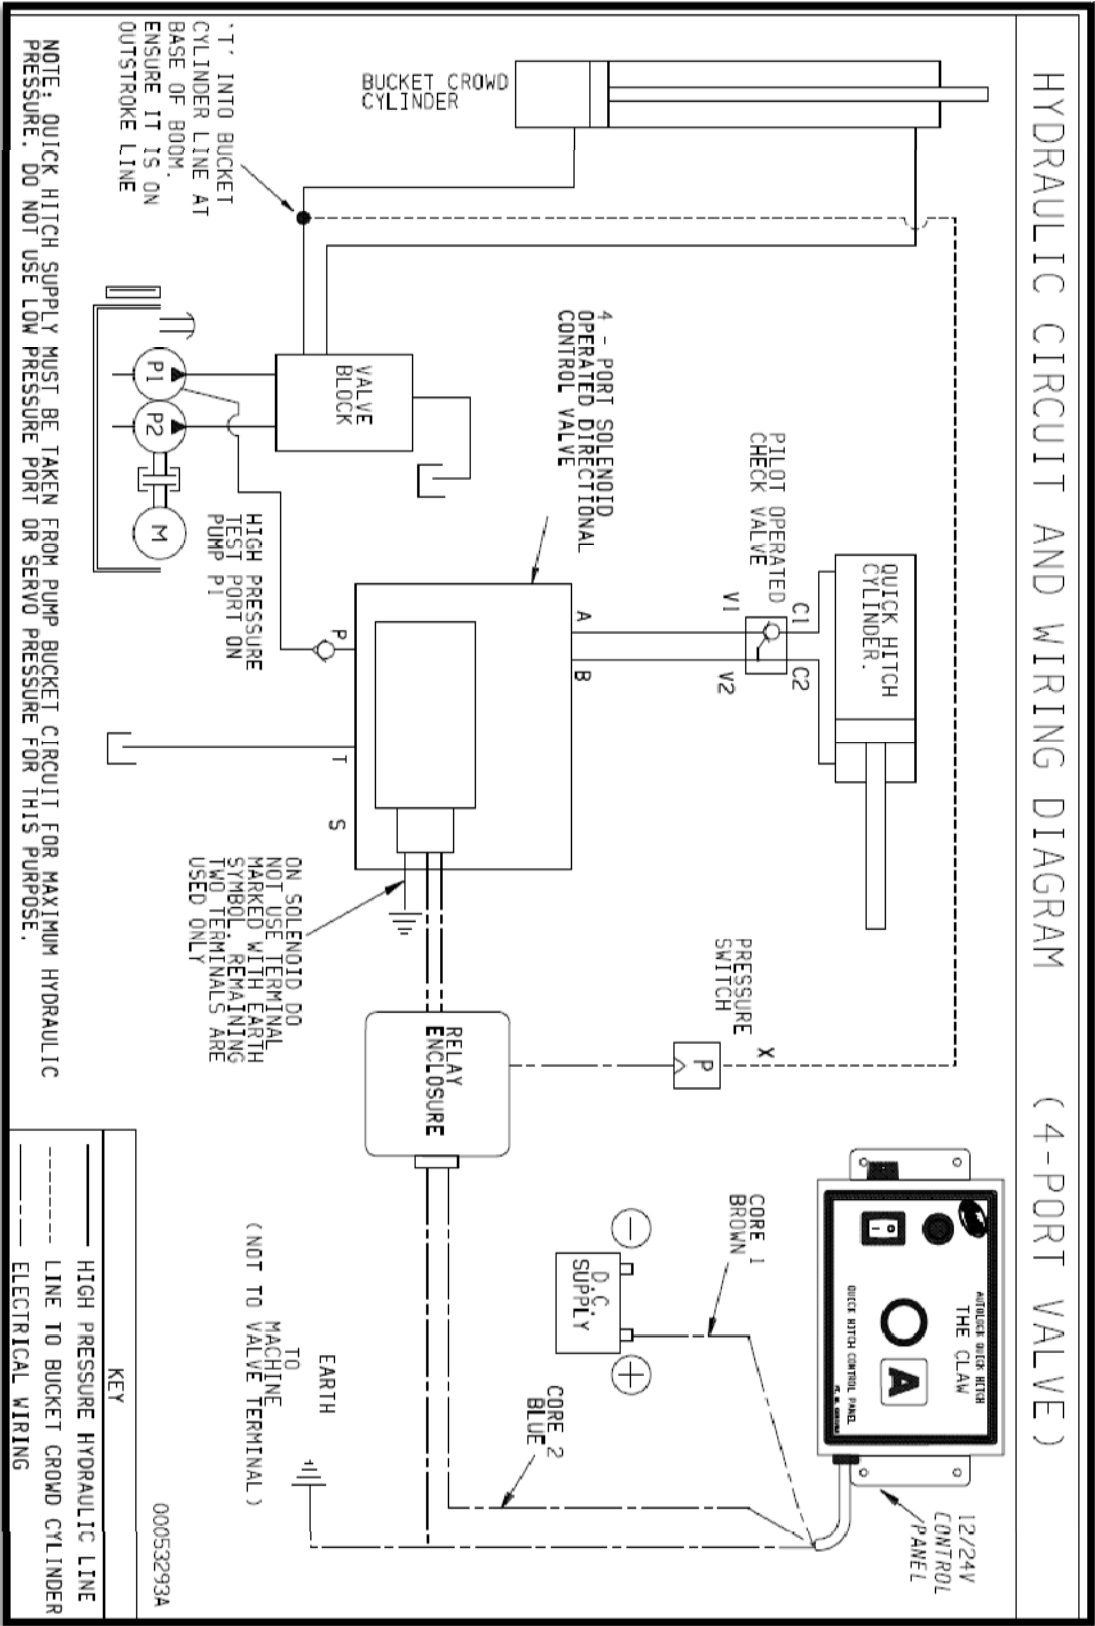 HYDRAULIC CIRCUIT AND WIRING DIAGRAM (4-PORT VALVE)
BUCKET CROWD
CYLINDER
'T' INTO BUCKET
CYLINDER LINE AT
BASE OF BOOM.
ENSURE IT IS ON
OUTSTROKE LINE
4 - PORT SOLENOID
OPERATED DIRECTIONAL
CONTROL VALVE
VALVE
BLOCK
P1
P2
M
HIGH PRESSURE
TEST PORT ON
PUMP P1
PILOT OPERATED
CHECK VALVE
QUICK HITCH
CYLINDER.
C1
C2
V1
V2
A
B
P
T
S
ON SOLENOID DO
NOT USE TERMINAL
MARKED WITH EARTH
SYMBOL. REMAINING
TWO TERMINALS ARE
USED ONLY
PRESSURE
SWITCH
X
P
RELAY
ENCLOSURE
12/24V
CONTROL
PANEL
AUTOLOCK QUICK HITCH
THE CLAW
A
QUICK HITCH CONTROL PANEL
CORE 1
BROWN
D.C.
SUPPLY
-
+
CORE 2
BLUE
EARTH
TO
MACHINE
(NOT TO VALVE TERMINAL)
00053293A
KEY
HIGH PRESSURE HYDRAULIC LINE
LINE TO BUCKET CROWD CYLINDER
ELECTRICAL WIRING
NOTE: QUICK HITCH SUPPLY MUST BE TAKEN FROM PUMP BUCKET CIRCUIT FOR MAXIMUM HYDRAULIC
PRESSURE. DO NOT USE LOW PRESSURE PORT OR SERVO PRESSURE FOR THIS PURPOSE.